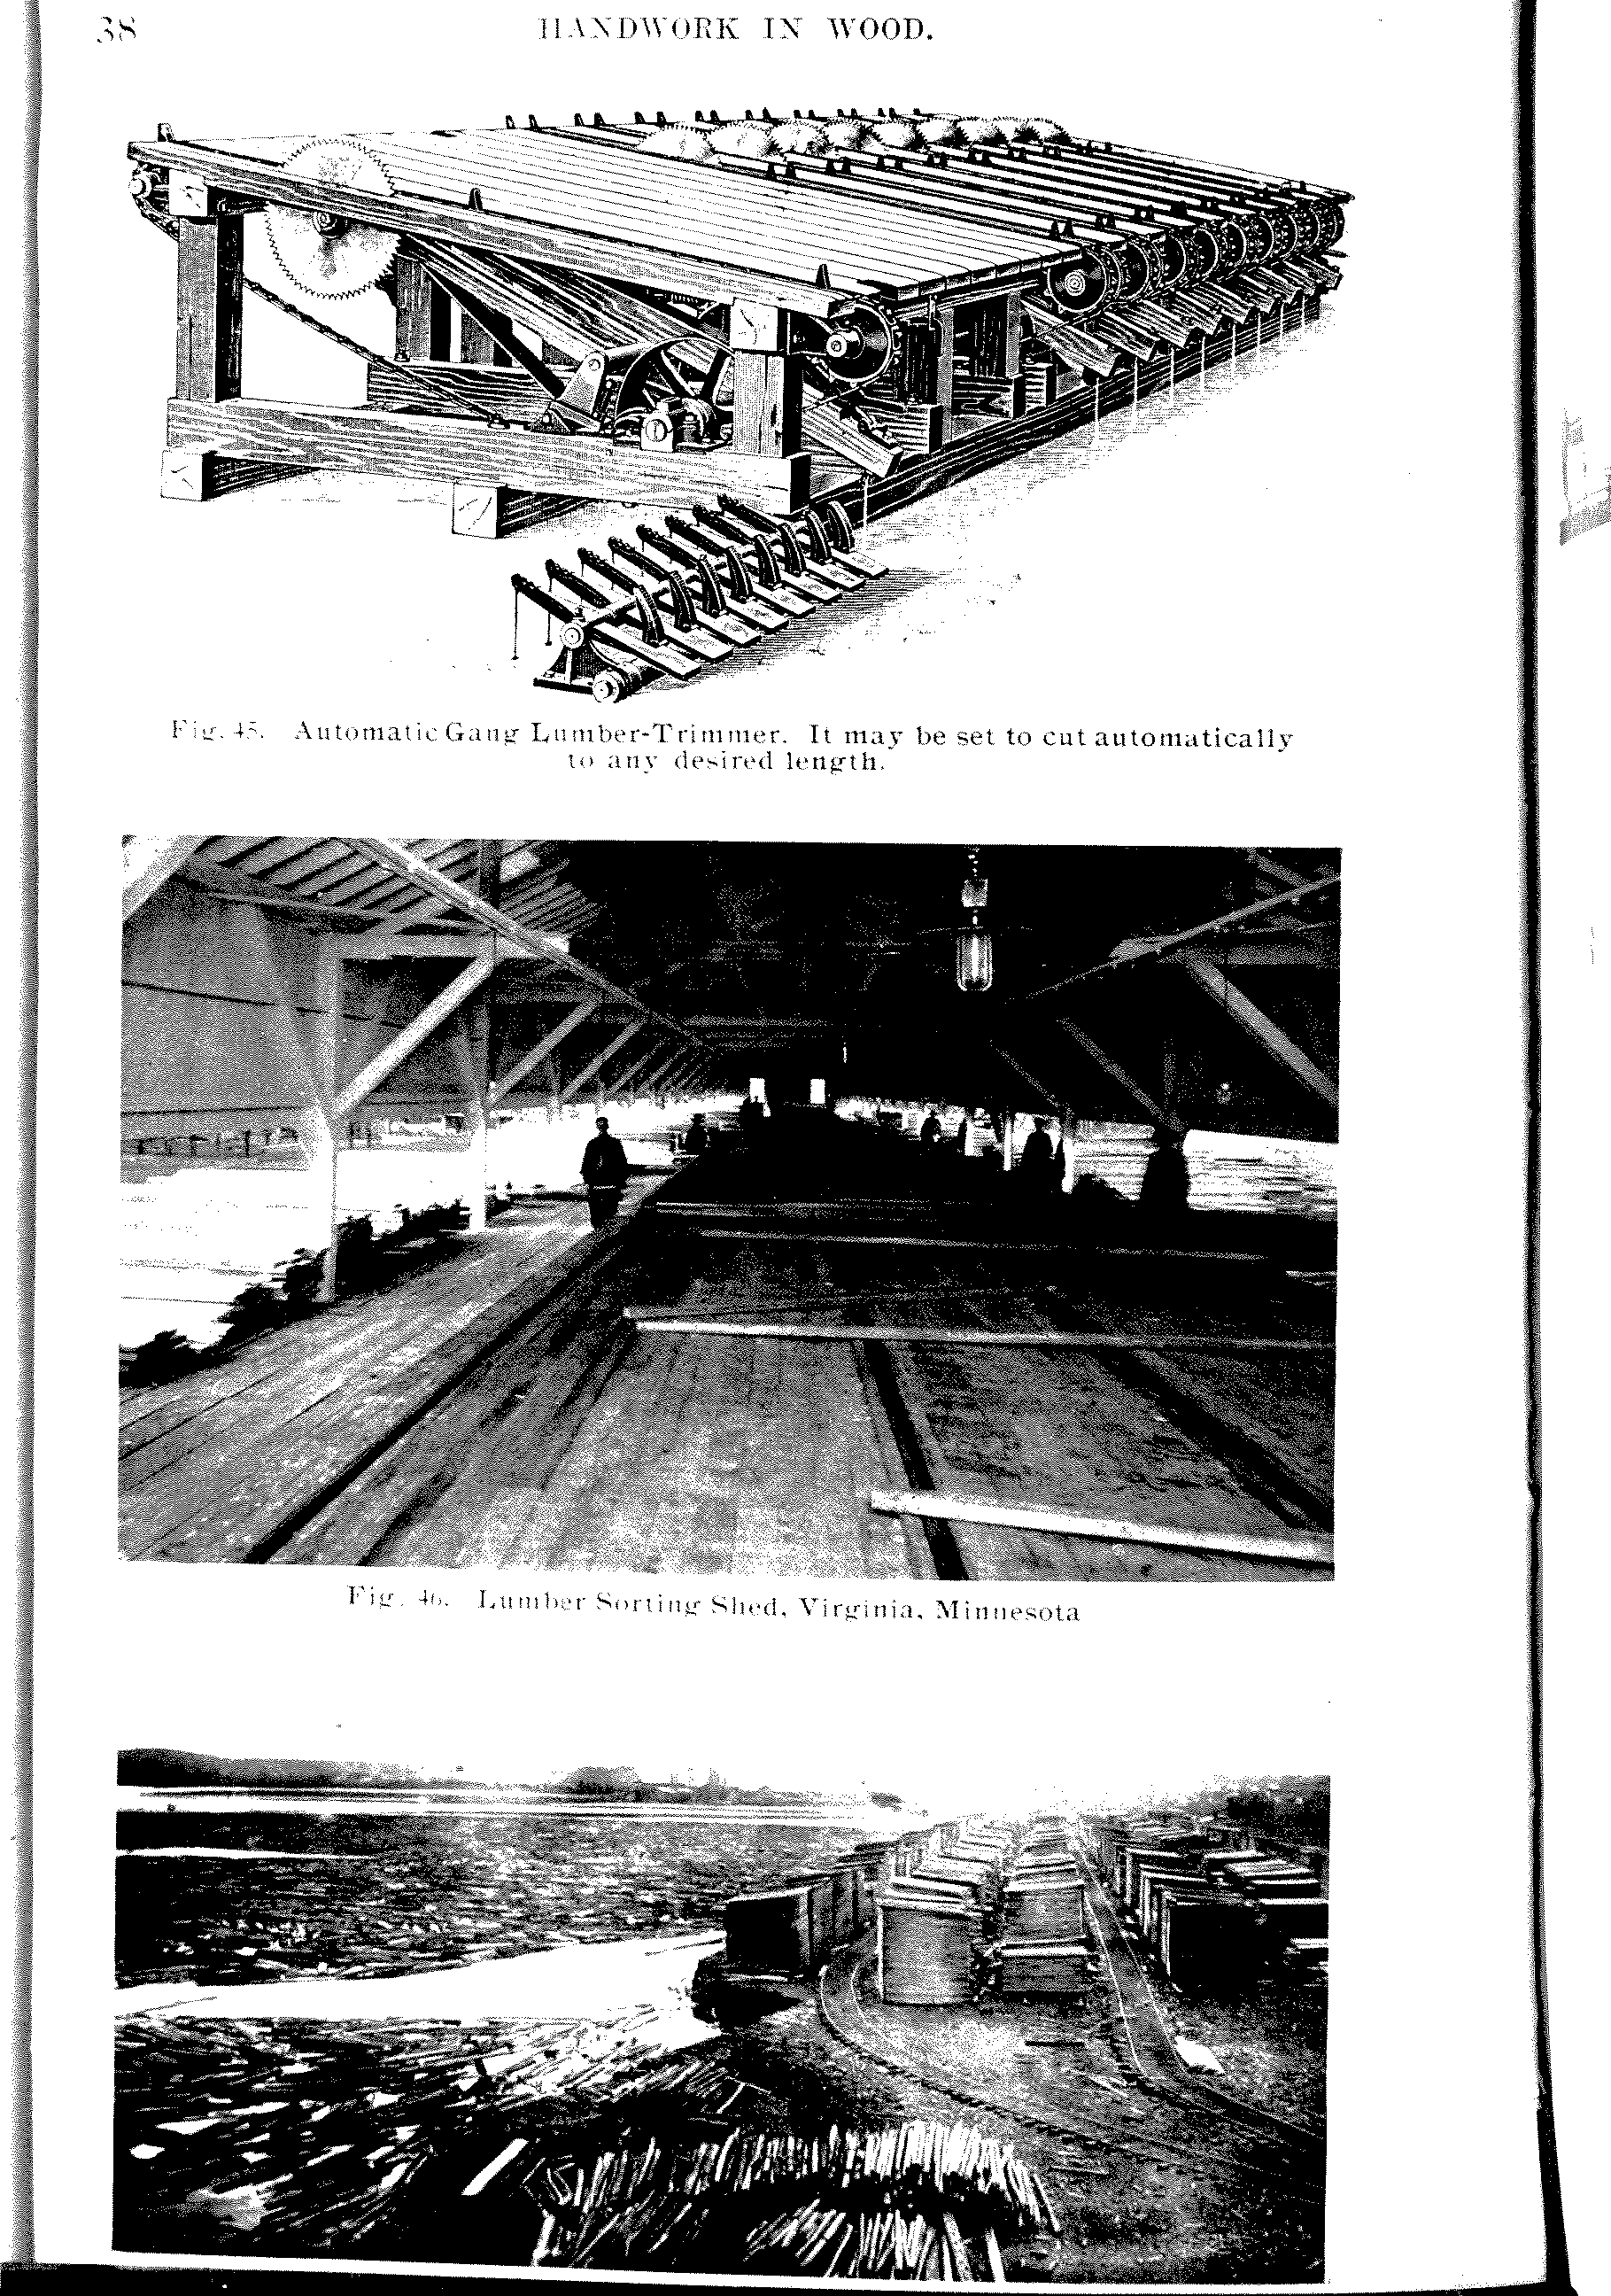 38
HANDWORK IN WOOD.
Fig. 45. Automatic Gang Lumber-Trimmer. It may be set to cut automatically
to any desired length.
Fig. 46. Lumber Sorting Shed, Virginia, Minnesota